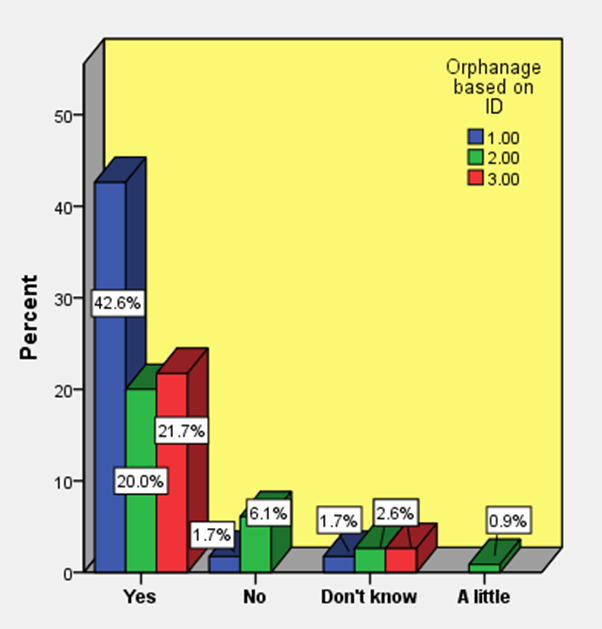 Orphanage
based on
ID
1.00
2.00
3.00
Percent
50
40
30
20
10
0
42.6%
20.0%
21.7%
1.7%
6.1%
1.7%
2.6%
0.9%
Yes
No
Don't know
A little